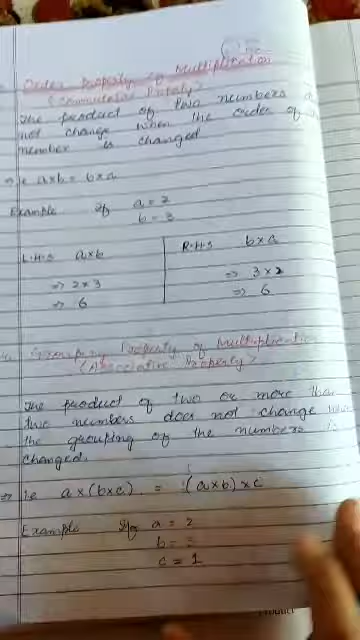 Order Property of Multiplication
(Commutative Property)
The product of two numbers
not change when the order of
number is changed
⇒ i.e a×b = b×a
Example If a = 2
b = 3
L.H.S a×b
⇒ 2×3
⇒ 6
R.H.S b×a
⇒ 3×2
⇒ 6
Grouping Property of Multiplication
(Associative Property)
The product of two or more than
two numbers does not change
the grouping of the numbers is
changed.
⇒ i.e a×(b×c) = (a×b)×c
Example If a = 2
b =
c = 1